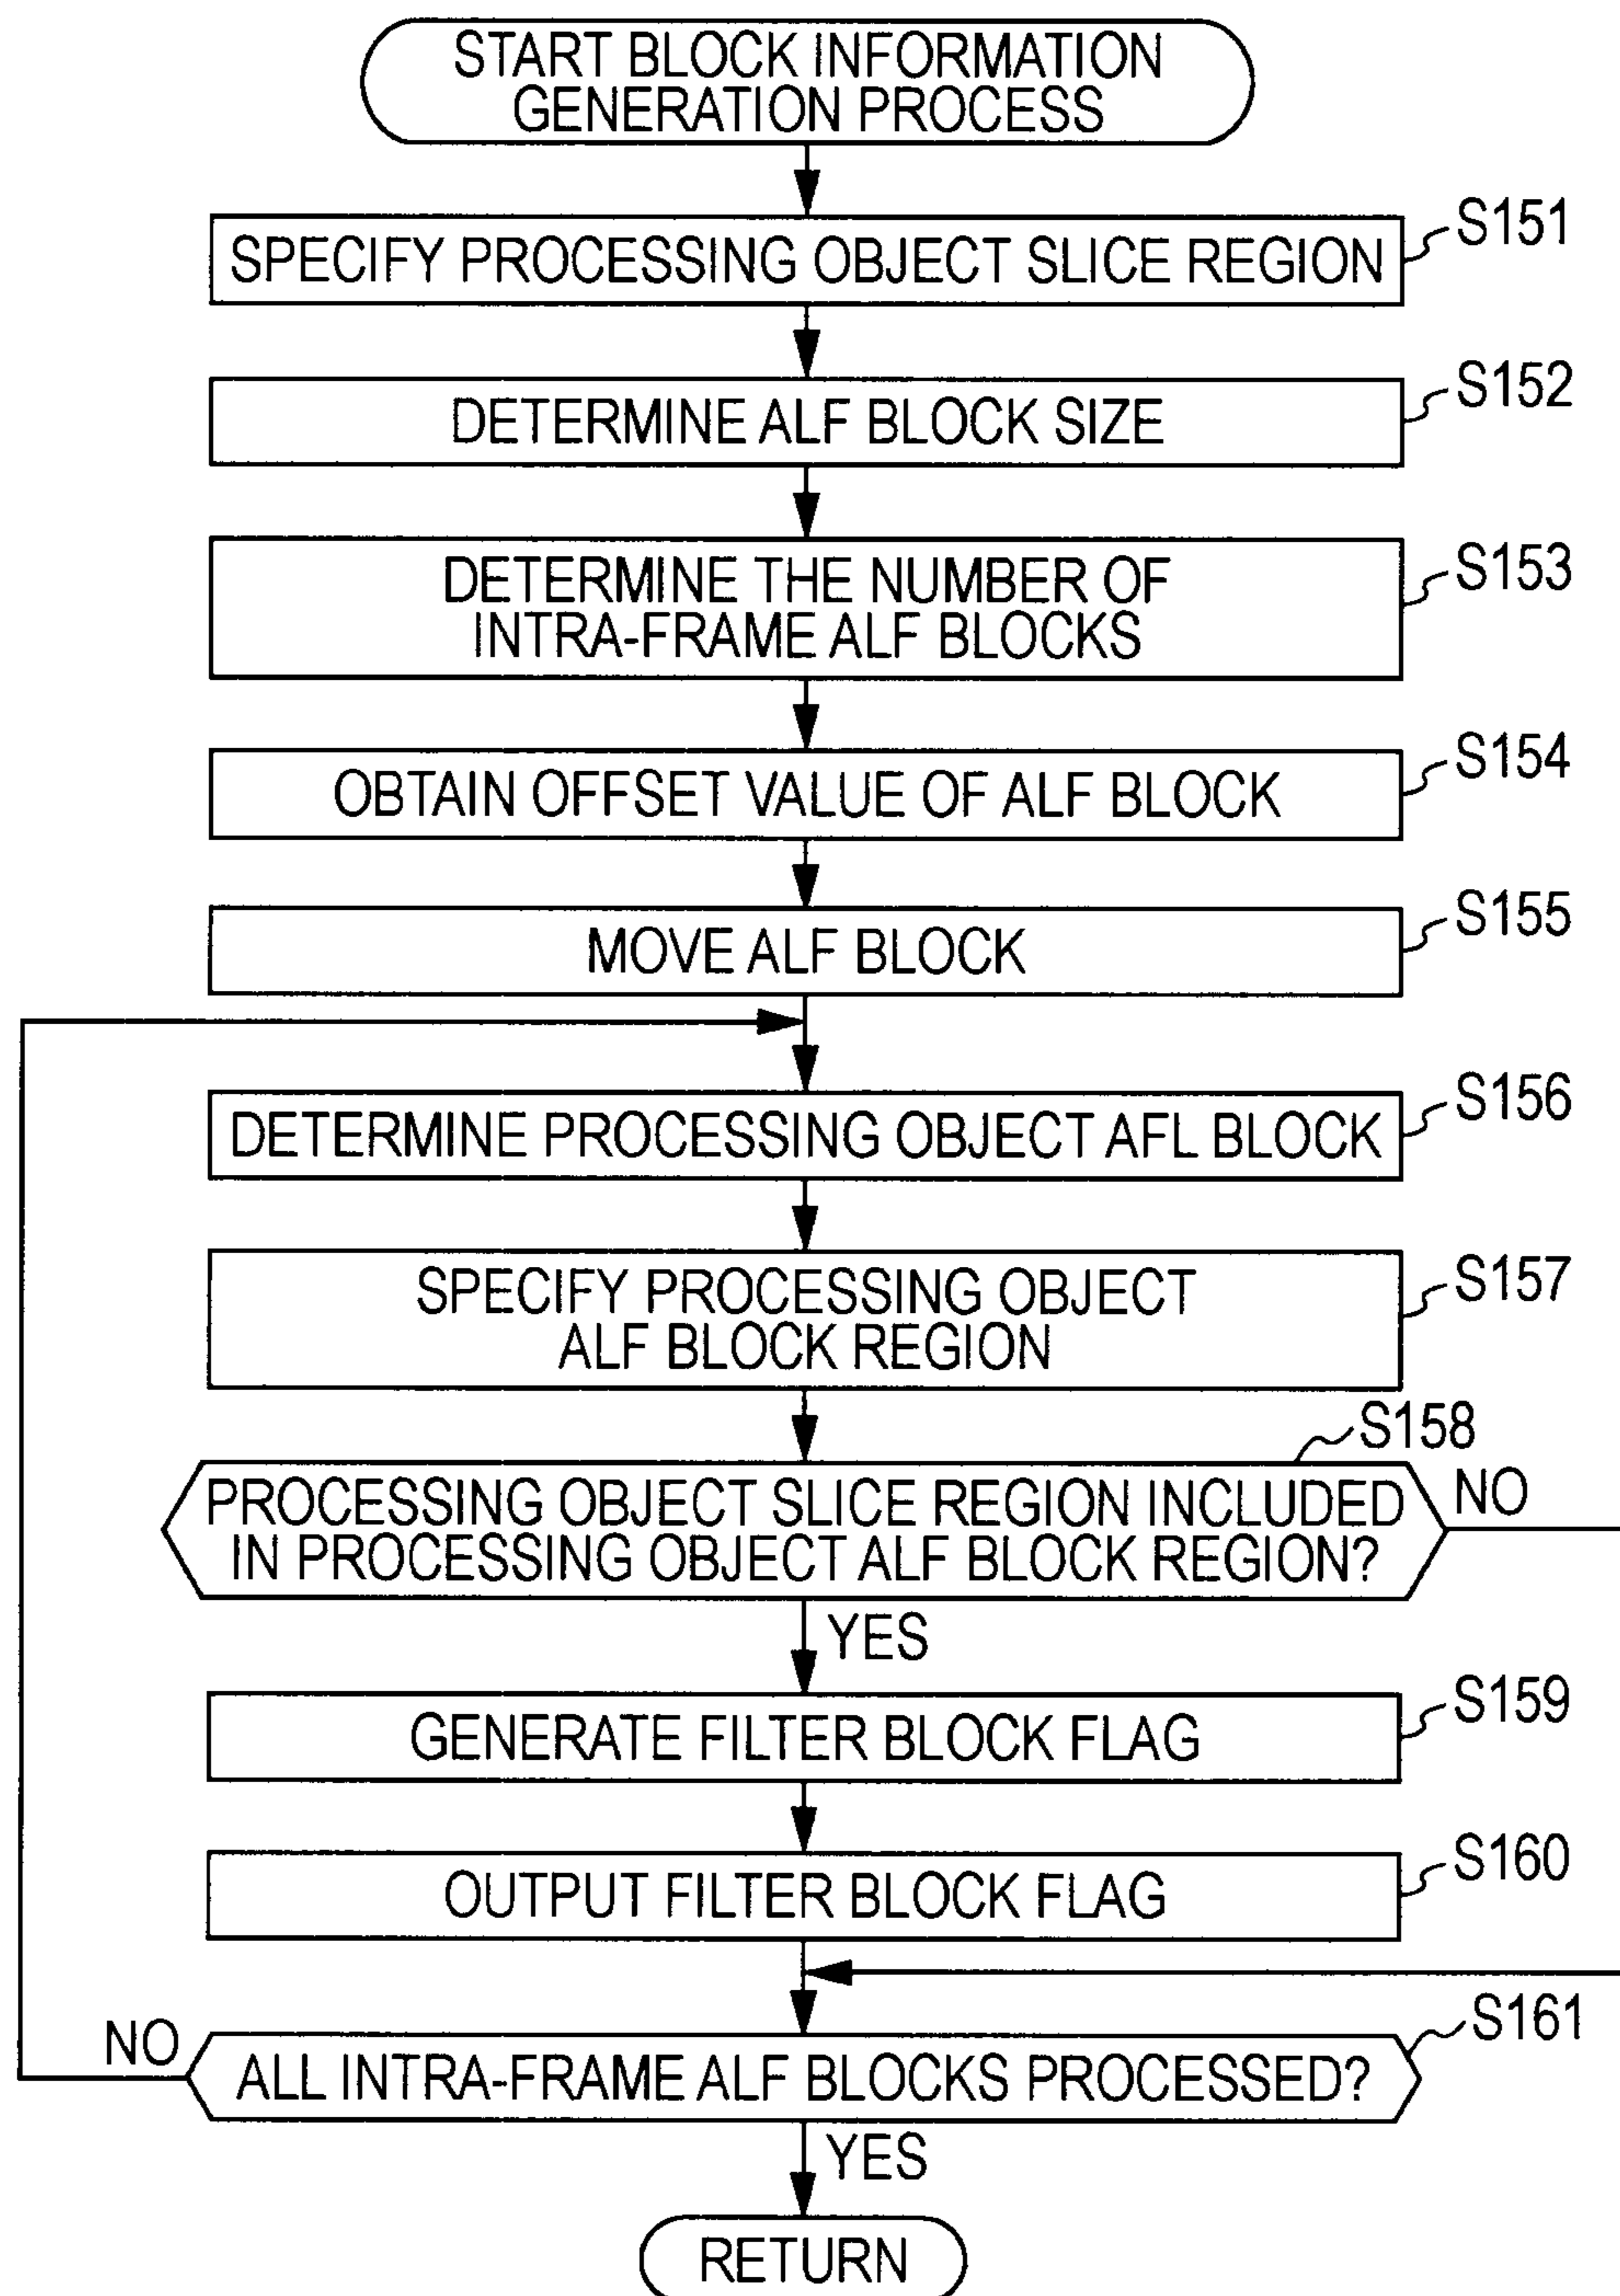 START BLOCK INFORMATION
GENERATION PROCESS
S151
SPECIFY PROCESSING OBJECT SLICE REGION
S152
DETERMINE ALF BLOCK SIZE
S153
DETERMINE THE NUMBER OF
INTRA-FRAME ALF BLOCKS
S154
OBTAIN OFFSET VALUE OF ALF BLOCK
S155
MOVE ALF BLOCK
S156
DETERMINE PROCESSING OBJECT AFL BLOCK
S157
SPECIFY PROCESSING OBJECT
ALF BLOCK REGION
S158
PROCESSING OBJECT SLICE REGION INCLUDED
IN PROCESSING OBJECT ALF BLOCK REGION?
NO
YES
S159
GENERATE FILTER BLOCK FLAG
S160
OUTPUT FILTER BLOCK FLAG
S161
NO
ALL INTRA-FRAME ALF BLOCKS PROCESSED?
YES
RETURN